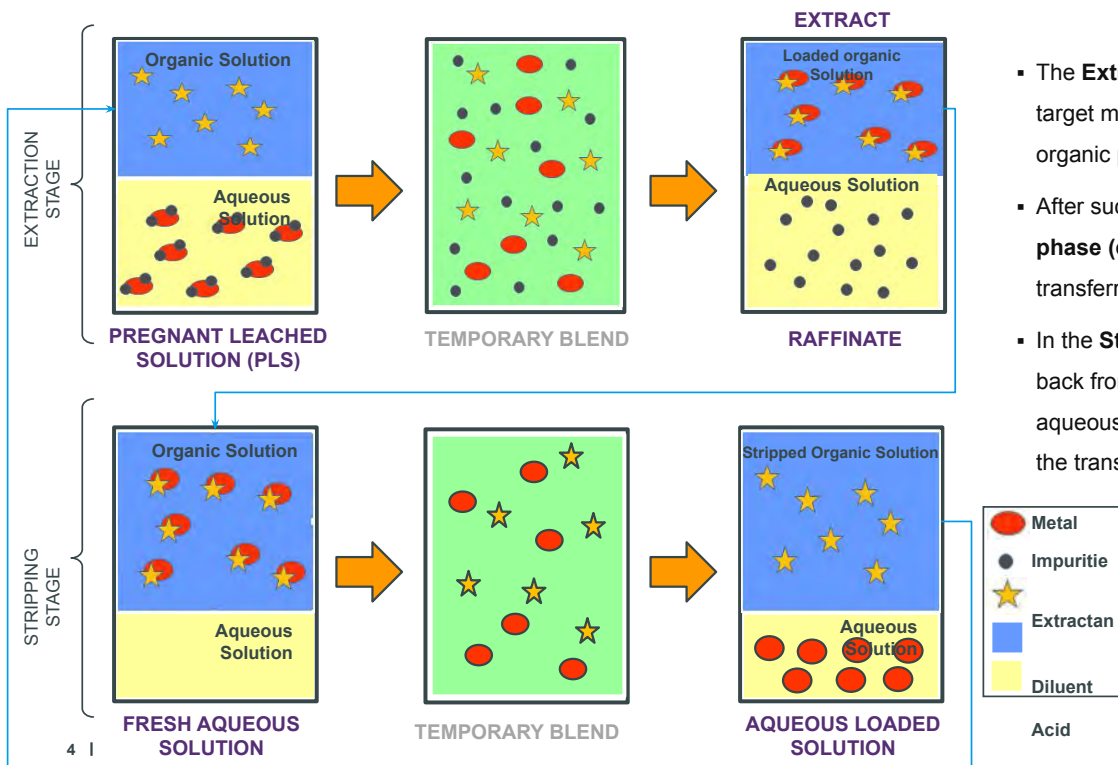 EXTRACT
EXTRACTION
STAGE
Organic Solution
Aqueous
Solution
Loaded organic
Solution
Aqueous Solution
PREGNANT LEACHED
SOLUTION (PLS)
TEMPORARY BLEND
RAFFINATE
STRIPPING
STAGE
Organic Solution
Aqueous
Solution
Stripped Organic Solution
Aqueous
Solution
FRESH AQUEOUS
SOLUTION
TEMPORARY BLEND
AQUEOUS LOADED
SOLUTION
4 |
▪ The Ext
target m
organic
▪ After suc
phase (
transferr
▪ In the St
back fro
aqueous
the trans
Metal
Impuritie
Extractan
Diluent
Acid